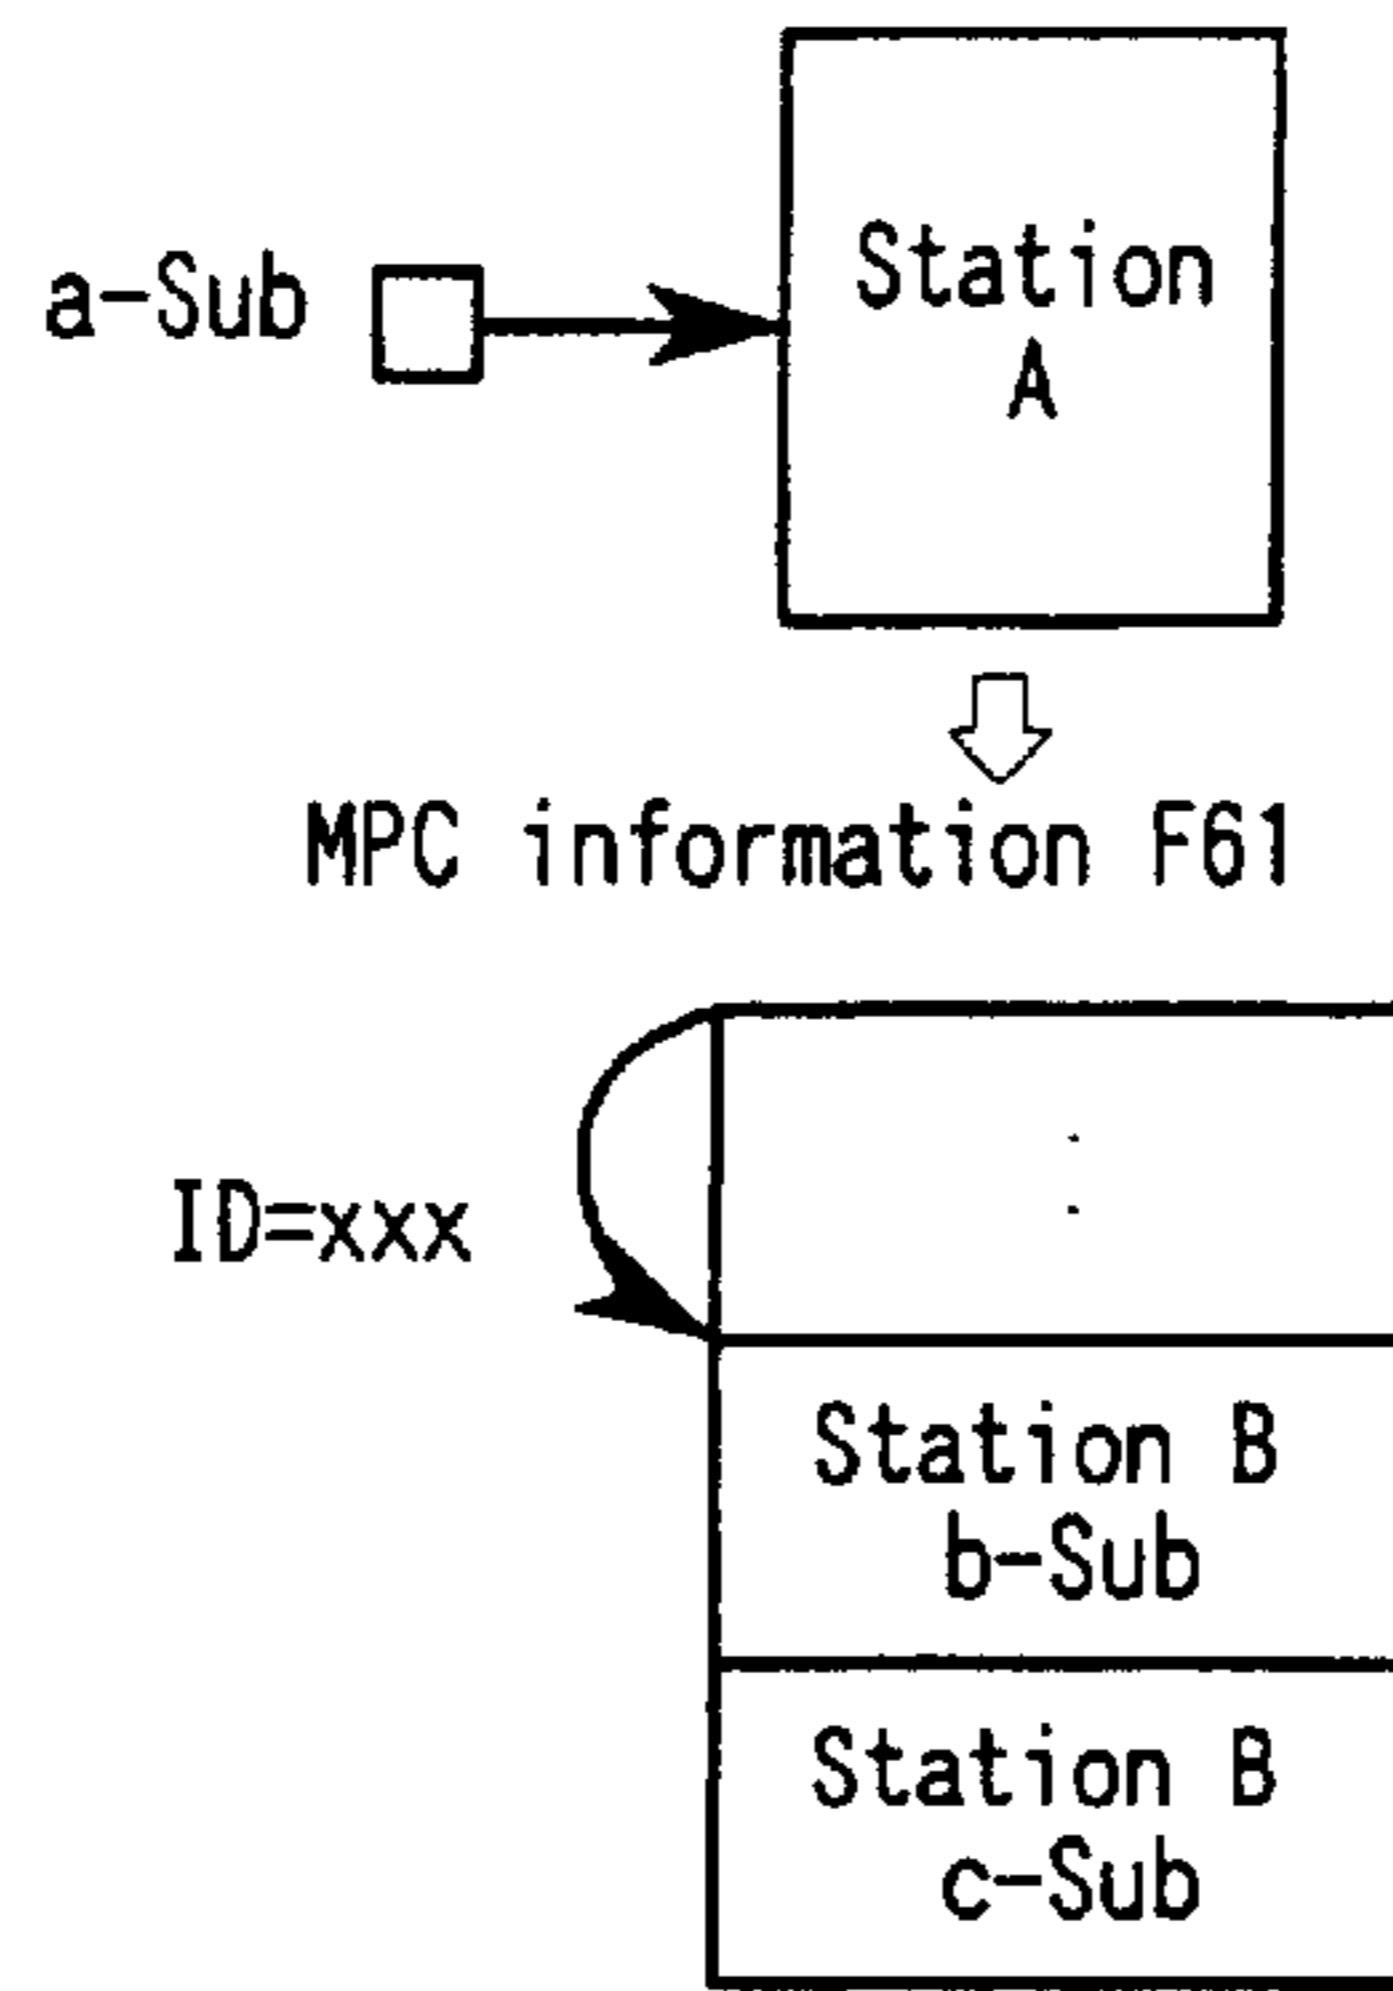 a-Sub
Station
A
MPC information F61
ID=xxx
:
Station B
b-Sub
Station B
c-Sub